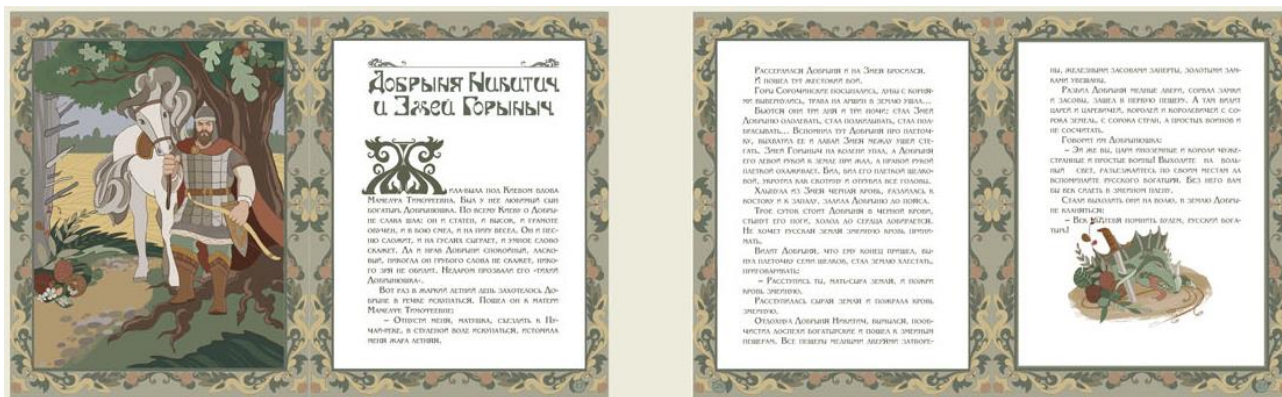 Добрыня Никитич
и Змей Горыныч
Жила-была под Киевом вдова
Мамелфа Тимофеевна. Был у нее любимый сын
богатырь Добрынюшка. По всему Киеву о Добры-
не слава шла: он и статен, и высок, и грамоте
обучен, и в бою смел, и на пиру весел. Он и пес-
ню сложит, и на гуслях сыграет, и умное слово
скажет. Да и нрав Добрыни спокойный, ласко-
вый, никогда он грубого слова не скажет, нико-
го зря не обидит. Недаром прозвали его «тихий
Добрынюшка».
Вот раз в жаркий летний день захотелось До-
брыне в речке искупаться. Пошел он к матери
Мамелфе Тимофеевне:
– Отпусти меня, матушка, съездить к Пу-
чай-реке, в студеной воде искупаться, истомила
меня жара летняя.
Рассердился Добрыня и на Змея бросился.
И пошел тут жестокий бой.
Горы Сорочинские посыпались, дубы с корня-
ми вывернулись, трава на аршин в землю ушла...
Бьются они три дня и три ночи; стал Змей
Добрыню одолевать, стал подкидывать, стал под-
брасывать... Вспомнил тут Добрыня про плеточ-
ку, выхватил ее и давай Змея между ушей сте-
гать. Змей Горыныч на колени упал, а Добрыня
его левой рукой к земле прижал, а правой рукой
плеткой охаживает. Бил, бил его плеткой шелко-
вой, укротил как скотину и отрубил все головы.
Хлынула из Змея черная кровь, разлилась к
востоку и к западу, залила Добрыню до пояса.
Трое суток стоит Добрыня в черной крови,
стынут его ноги, холод до сердца добирается.
Не хочет русская земля змеиную кровь прини-
мать.
Видит Добрыня, что ему конец пришел, вы-
нул плеточку семи шелков, стал землю хлестать,
приговаривать:
– Расступись ты, мать-сыра земля, и пожри
кровь змеиную.
Расступилась сырая земля и пожрала кровь
змеиную.
Отдохнул Добрыня Никитич, вымылся, пооб-
чистил доспехи богатырские и пошел к змеиным
пещерам. Все пещеры медными дверями затворе-
ны, железными засовами заперты, золотыми зам-
ками увешаны.
Разбил Добрыня медные двери, сорвал замки
и засовы, зашел в первую пещеру. А там видит
царей и царевичей, королей и королевичей с со-
рока земель, с сорока стран, а простых воинов и
не сосчитать.
Говорит им Добрынюшка:
– Эй же вы, цари иноземные и короли чуже-
странные и простые воины! Выходите на воль-
ный свет, разъезжайтесь по своим местам да
вспоминайте русского богатыря. Без него вам
бы век сидеть в змеином плену.
Стали выходить они на волю, в землю Добры-
не кланяться:
– Век тебя помнить будем, русский бога-
тырь!